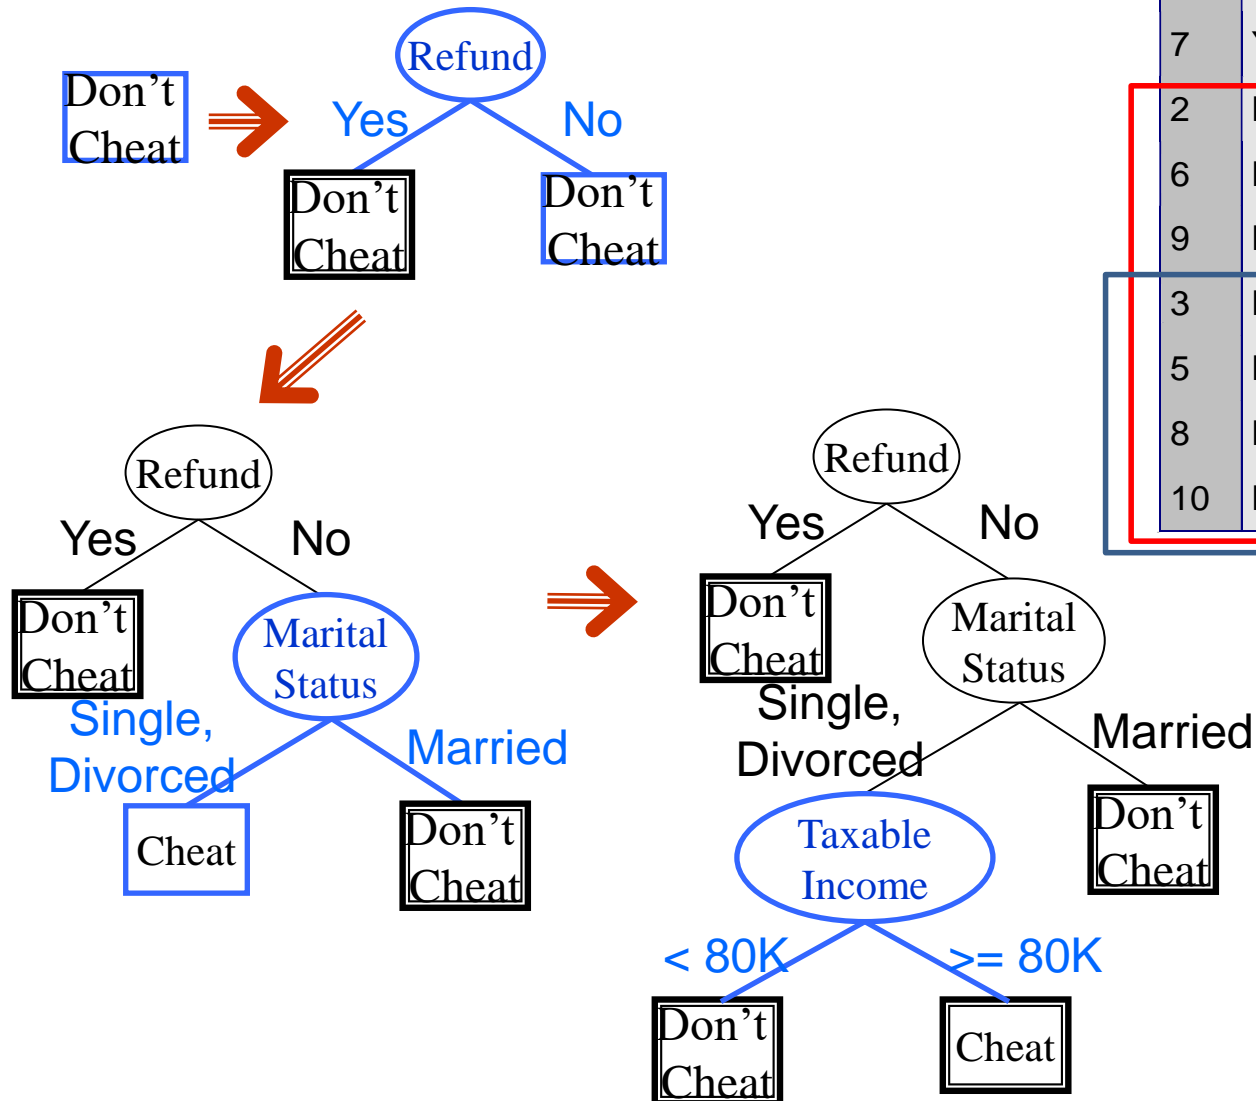 Don't
Cheat
Refund
Yes
No
Don't
Cheat
Don't
Cheat
Refund
Yes
No
Don't
Cheat
Marital
Status
Single,
Divorced
Married
Cheat
Don't
Cheat
Refund
Yes
No
Don't
Cheat
Marital
Status
Single,
Divorced
Married
Taxable
Income
Don't
Cheat
< 80K
>= 80K
Don't
Cheat
Cheat
7
2
6
9
3
5
8
10